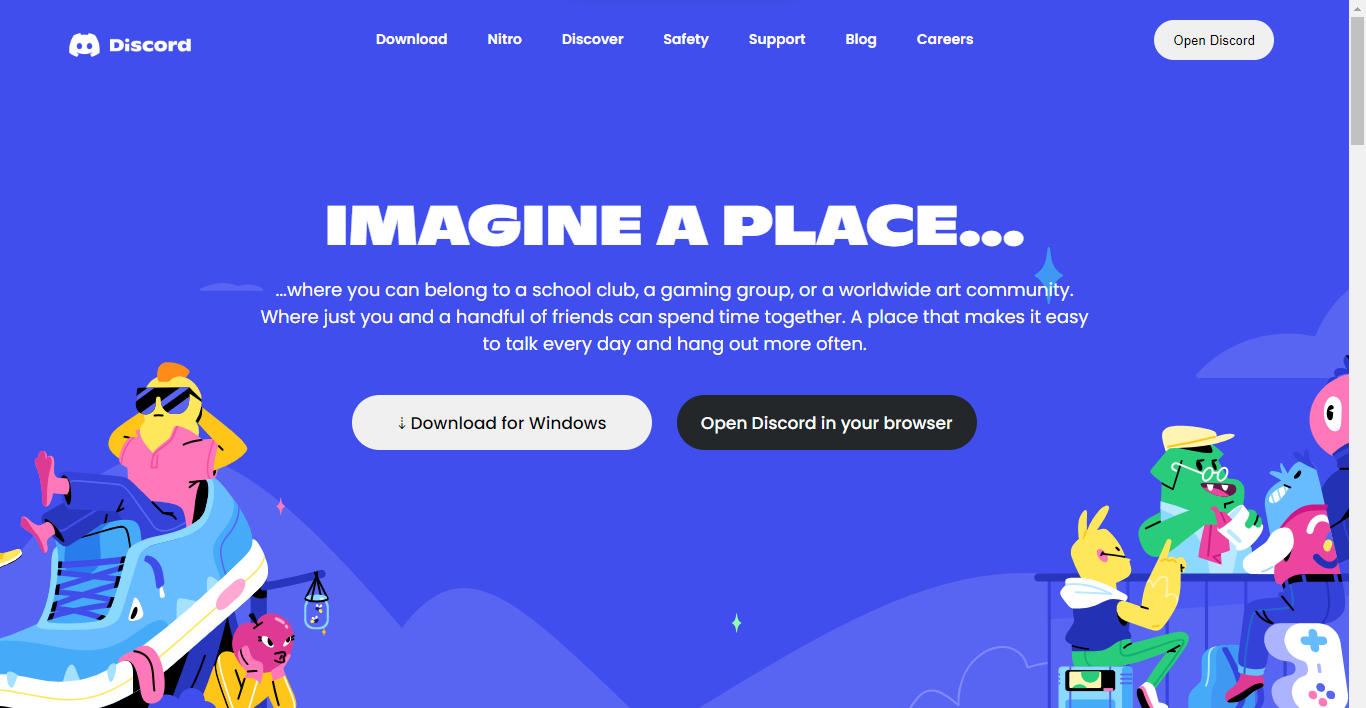 Discord
Download Nitro Discover Safety Support Blog Careers
Open Discord
IMAGINE A PLACE...
...where you can belong to a school club, a gaming group, or a worldwide art community.
Where just you and a handful of friends can spend time together. A place that makes it easy
to talk every day and hang out more often.
Download for Windows
Open Discord in your browser